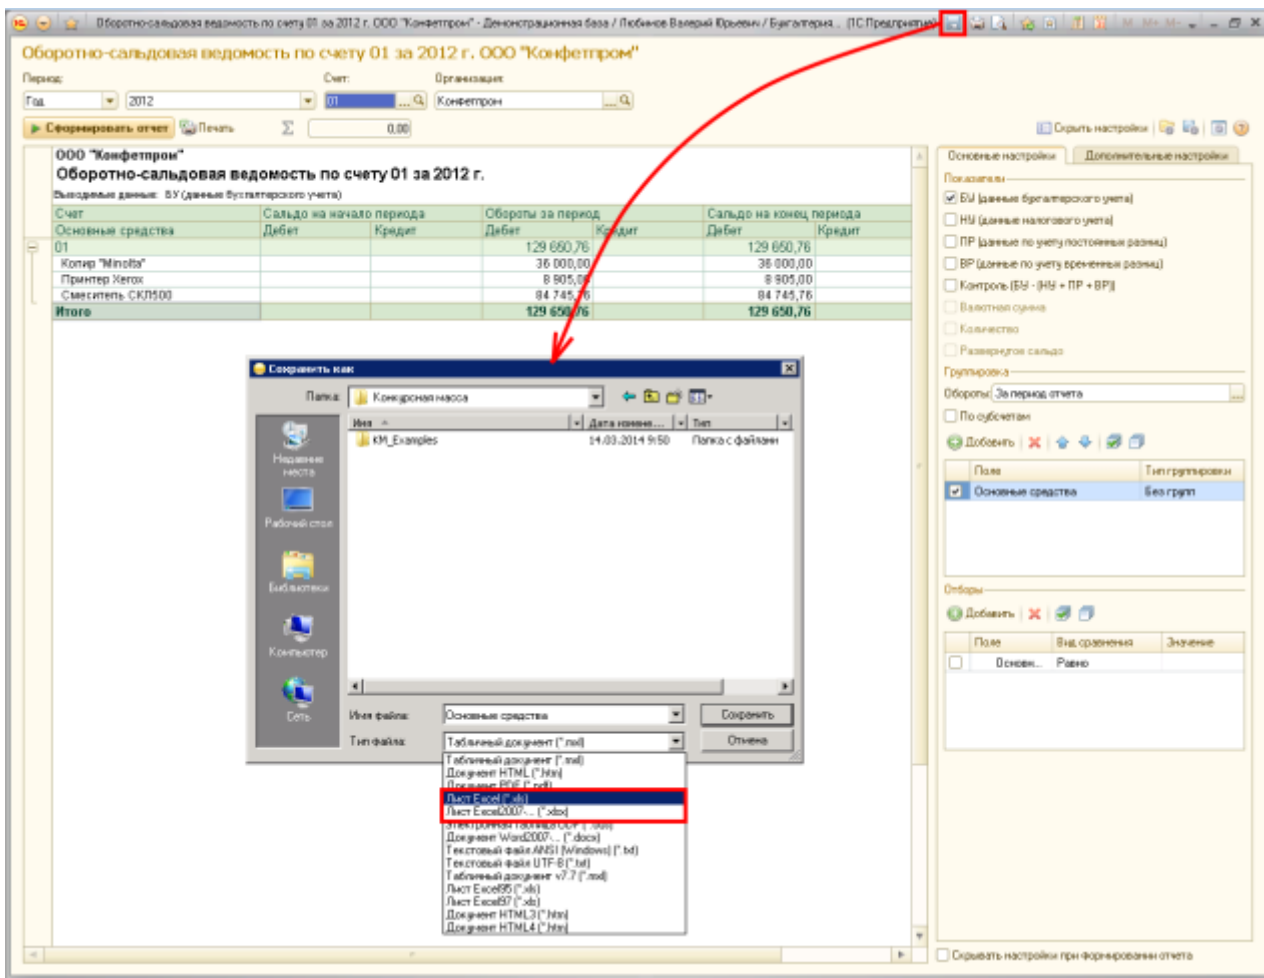 Оборотно-сальдовая ведомость по счету 01 за 2012 г. ООО "Конфетпром" - Демонстрационная база / Любимов Валерий Юрьевич / Бухгалтерия... (1С:Предприятие)
M M+ M-
Оборотно-сальдовая ведомость по счету 01 за 2012 г. ООО "Конфетпром"
Период: Счет: Организация:
Год 2012 01 ... Конфетпром ...
Сформировать отчет Печать Σ 0,00 Скрыть настройки
ООО "Конфетпром"
Оборотно-сальдовая ведомость по счету 01 за 2012 г.
Выводимые данные: БУ (данные бухгалтерского учета)
Счет Сальдо на начало периода Обороты за период Сальдо на конец периода
Основные средства Дебет Кредит Дебет Кредит Дебет Кредит
01 129 650,76 129 650,76
Копир "Minolta" 36 000,00 36 000,00
Принтер Xerox 8 905,00 8 905,00
Смеситель СКЛ500 84 745,76 84 745,76
Итого 129 650,76 129 650,76
Основные настройки Дополнительные настройки
Показатели
БУ (данные бухгалтерского учета)
НУ (данные налогового учета)
ПР (данные по учету постоянных разниц)
ВР (данные по учету временных разниц)
Контроль (БУ - (НУ + ПР + ВР))
Валютная сумма
Количество
Развернутое сальдо
Группировка
Обороты: За период отчета ...
По субсчетам
Добавить
Поле Тип группировки
Основные средства Без групп
Отборы
Добавить
Поле Вид сравнения Значение
Основн... Равно
Скрывать настройки при формировании отчета
Сохранить как
Папка: Конкурсная масса
Имя Дата измене... Тип
KM_Examples 14.03.2014 9:50 Папка с файлами
Недавние места
Рабочий стол
Библиотеки
Компьютер
Сеть
Имя файла: Основные средства Сохранить
Тип файла: Табличный документ (*.mxl) Отмена
Табличный документ (*.mxl)
Документ HTML (*.htm)
Документ PDF (*.pdf)
Лист Excel (*.xls)
Лист Excel2007-... (*.xlsx)
Электронная таблица ODF (*.ods)
Документ Word2007-... (*.docx)
Текстовый файл ANSI (Windows) (*.txt)
Текстовый файл UTF-8 (*.txt)
Табличный документ v7.7 (*.mxl)
Лист Excel95 (*.xls)
Лист Excel97 (*.xls)
Документ HTML3 (*.htm)
Документ HTML4 (*.htm)